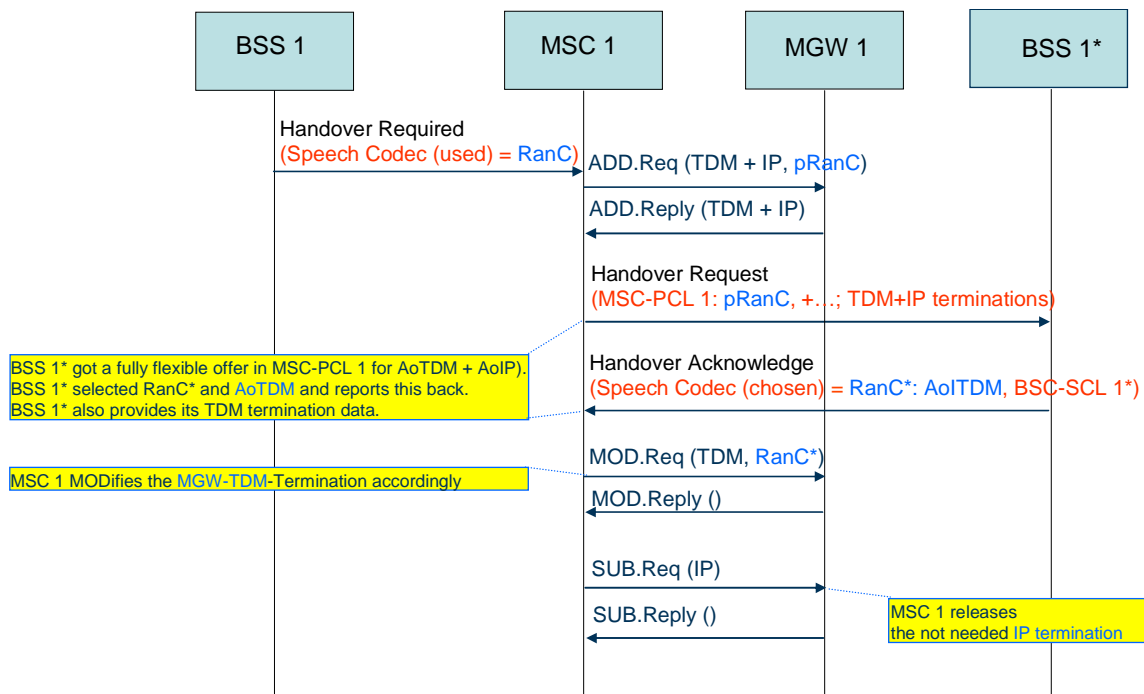 BSS 1
MSC 1
MGW 1
BSS 1*
Handover Required
(Speech Codec (used) = RanC)
ADD.Req (TDM + IP, pRanC)
ADD.Reply (TDM + IP)
Handover Request
(MSC-PCL 1: pRanC, +…; TDM+IP terminations)
BSS 1* got a fully flexible offer in MSC-PCL 1 for AoTDM + AoIP).
BSS 1* selected RanC* and AoTDM and reports this back.
BSS 1* also provides its TDM termination data.
Handover Acknowledge
(Speech Codec (chosen) = RanC*: AoITDM, BSC-SCL 1*)
MOD.Req (TDM, RanC*)
MSC 1 MODifies the MGW-TDM-Termination accordingly
MOD.Reply ()
SUB.Req (IP)
MSC 1 releases
the not needed IP termination
SUB.Reply ()